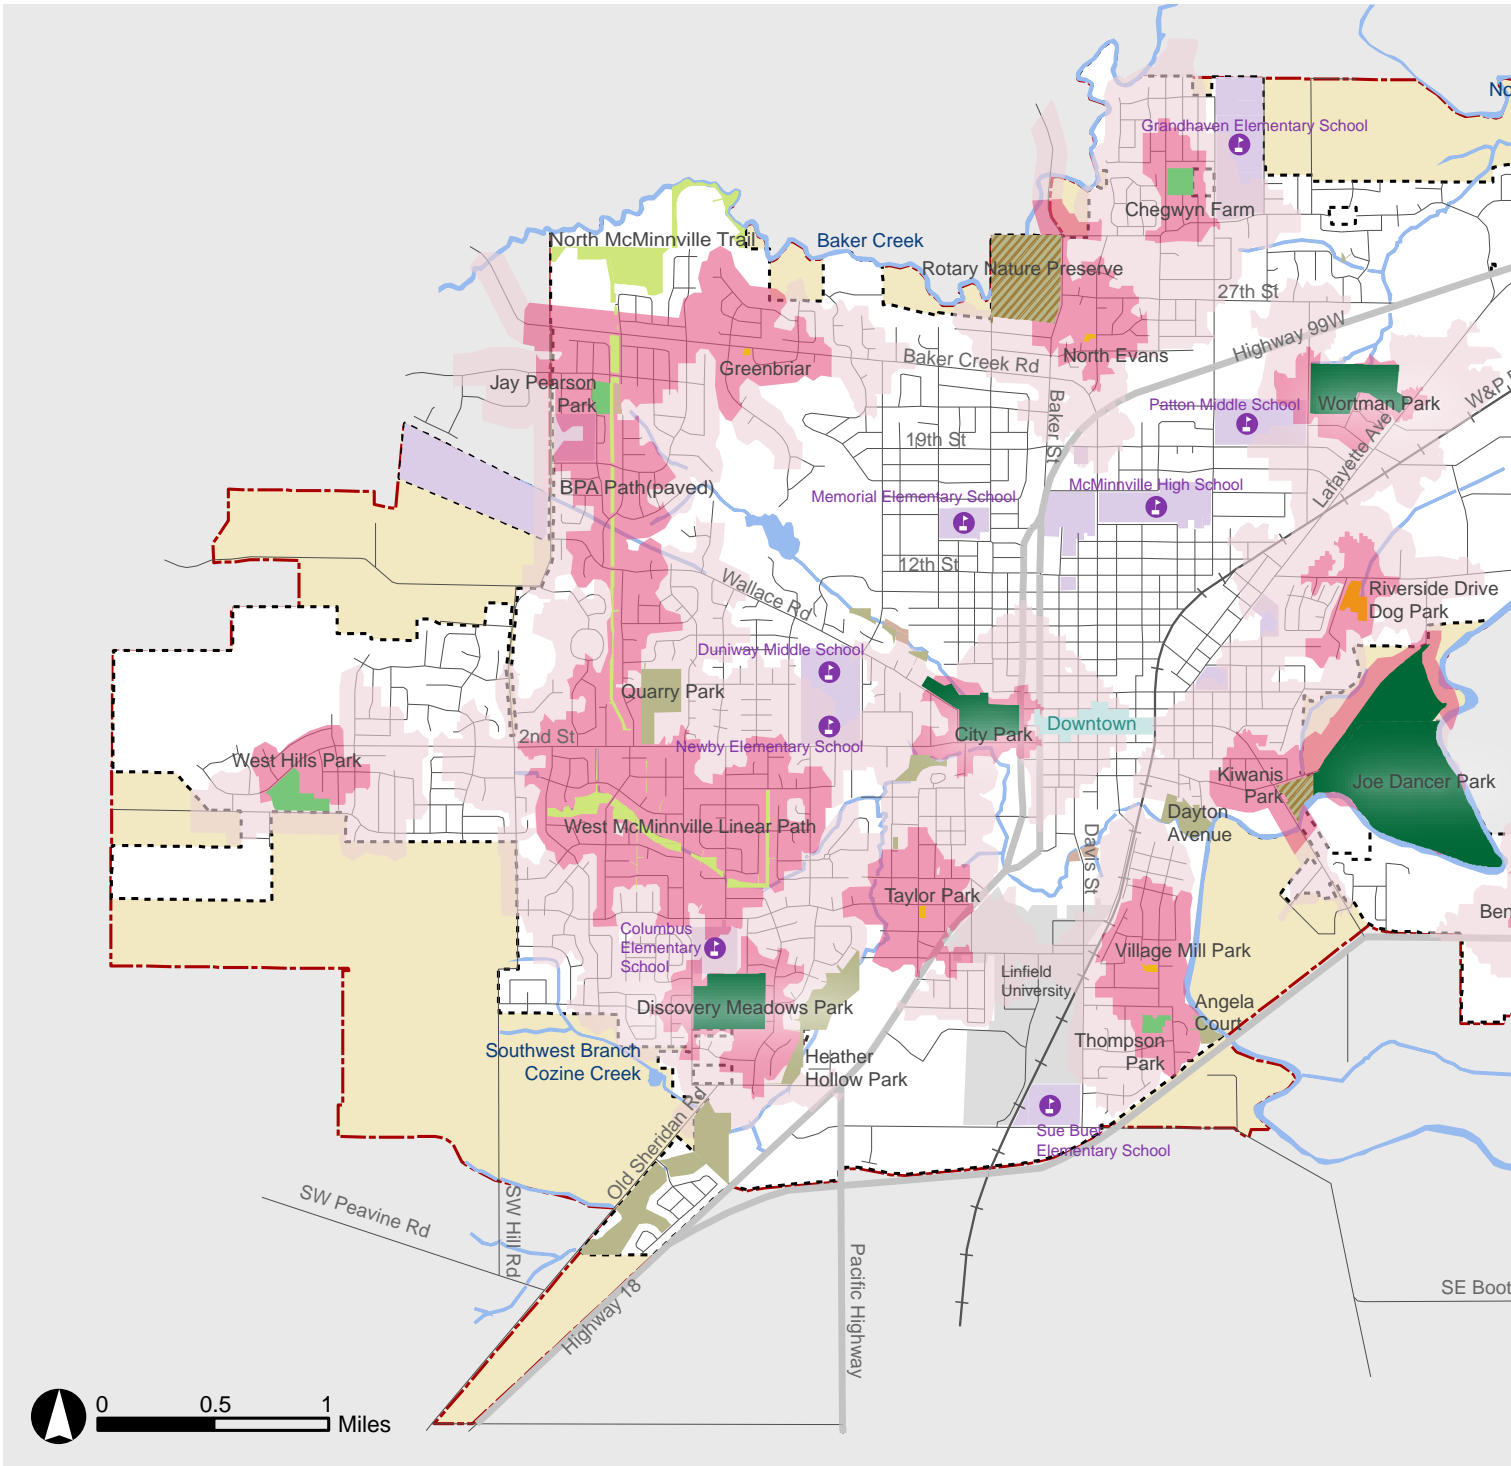 No
Grandhaven Elementary School
Chegwyn Farm
North McMinnville Trail
Baker Creek
Rotary Nature Preserve
27th St
Highway 99W
North Evans
Baker Creek Rd
Greenbriar
Jay Pearson
Park
Baker St
Patton Middle School
Wortman Park
W&P
Lafayette Ave
19th St
BPA Path(paved)
Memorial Elementary School
McMinnville High School
12th St
Wallace Rd
Riverside Drive
Dog Park
Duniway Middle School
Quarry Park
2nd St
Newby Elementary School
City Park
Downtown
West Hills Park
Kiwanis
Park
Joe Dancer Park
Dayton
Avenue
West McMinnville Linear Path
Davis St
Taylor Park
Ben
Columbus
Elementary
School
Village Mill Park
Linfield
University
Discovery Meadows Park
Angela
Court
Thompson
Park
Southwest Branch
Cozine Creek
Heather
Hollow Park
Old Sheridan Rd
Sue Buel
Elementary School
SW Peavine Rd
SW Hill Rd
Highway 18
Pacific Highway
SE Boot
0 0.5 1
Miles